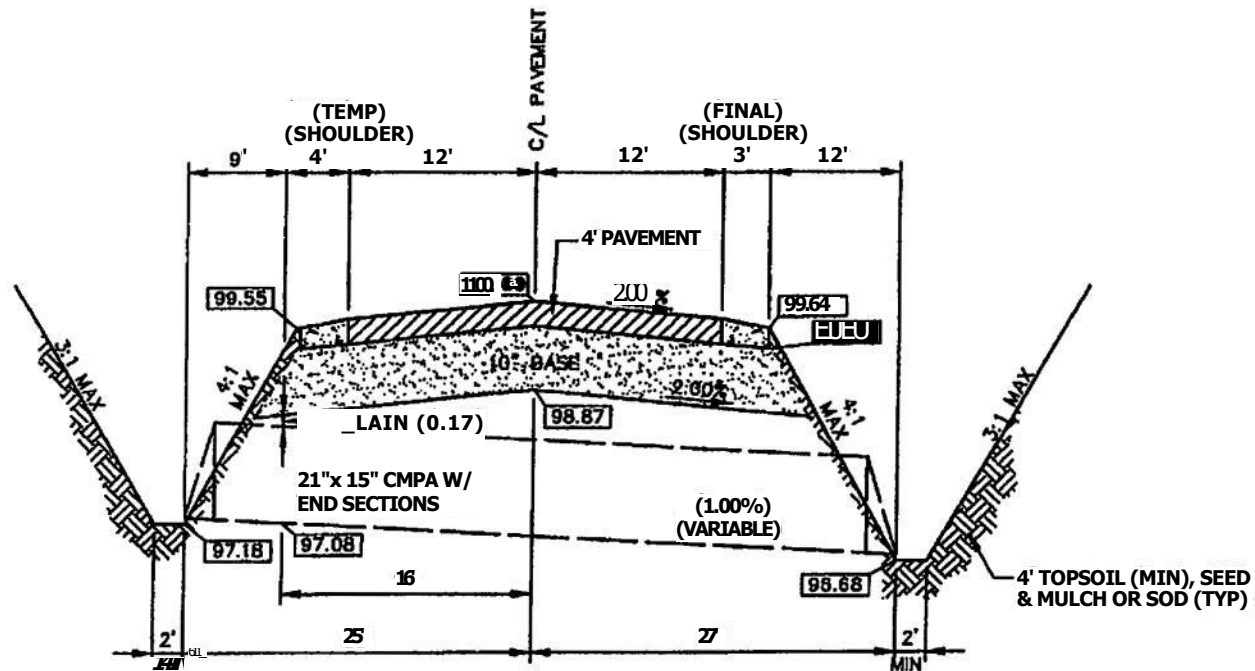 C/L PAVEMENT
(TEMP)
(SHOULDER)
(FINAL)
(SHOULDER)
9'
4'
12'
12'
3'
12'
4' PAVEMENT
99.55
2.00
99.64
3:1 MAX
4:1
MAX
10" BASE
2.00%
4:1
MAX
3:1 MAX
_LAIN (0.17)
98.87
21"x 15" CMPA W/
END SECTIONS
(1.00%)
(VARIABLE)
97.18
97.08
16
4' TOPSOIL (MIN), SEED
& MULCH OR SOD (TYP)
2'
25'
27'
2'
MIN